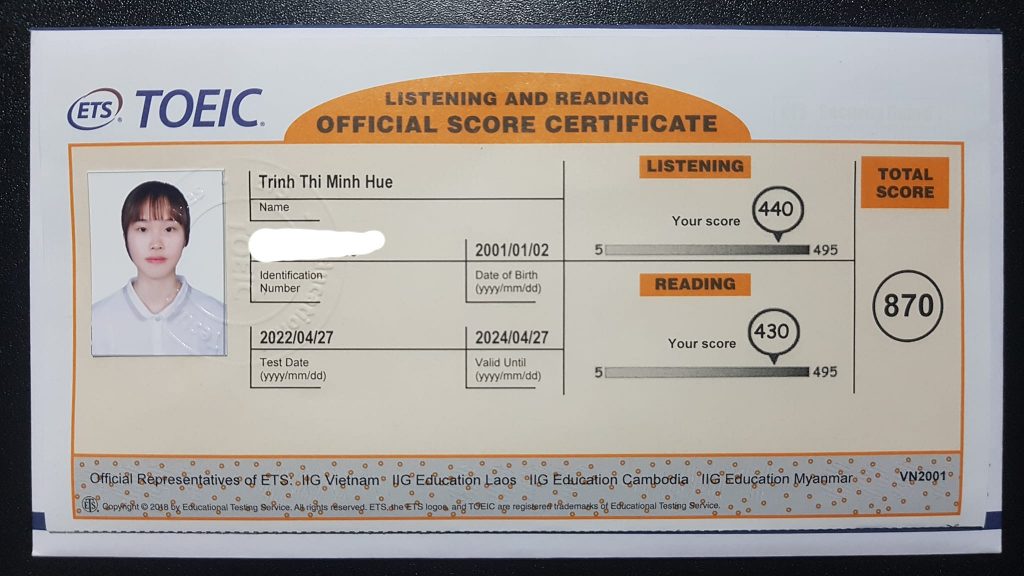 ETS® TOEIC®
LISTENING AND READING
OFFICIAL SCORE CERTIFICATE
Trinh Thi Minh Hue
Name
Identification
Number
2001/01/02
Date of Birth
(yyyy/mm/dd)
2022/04/27
Test Date
(yyyy/mm/dd)
2024/04/27
Valid Until
(yyyy/mm/dd)
LISTENING
Your score 440
5 495
READING
Your score 430
5 495
TOTAL
SCORE
870
Official Representatives of ETS: IIG Vietnam IIG Education Laos IIG Education Cambodia IIG Education Myanmar VN2001
ETS Copyright © 2018 by Educational Testing Service. All rights reserved. ETS, the ETS logos, and TOEIC are registered trademarks of Educational Testing Service.